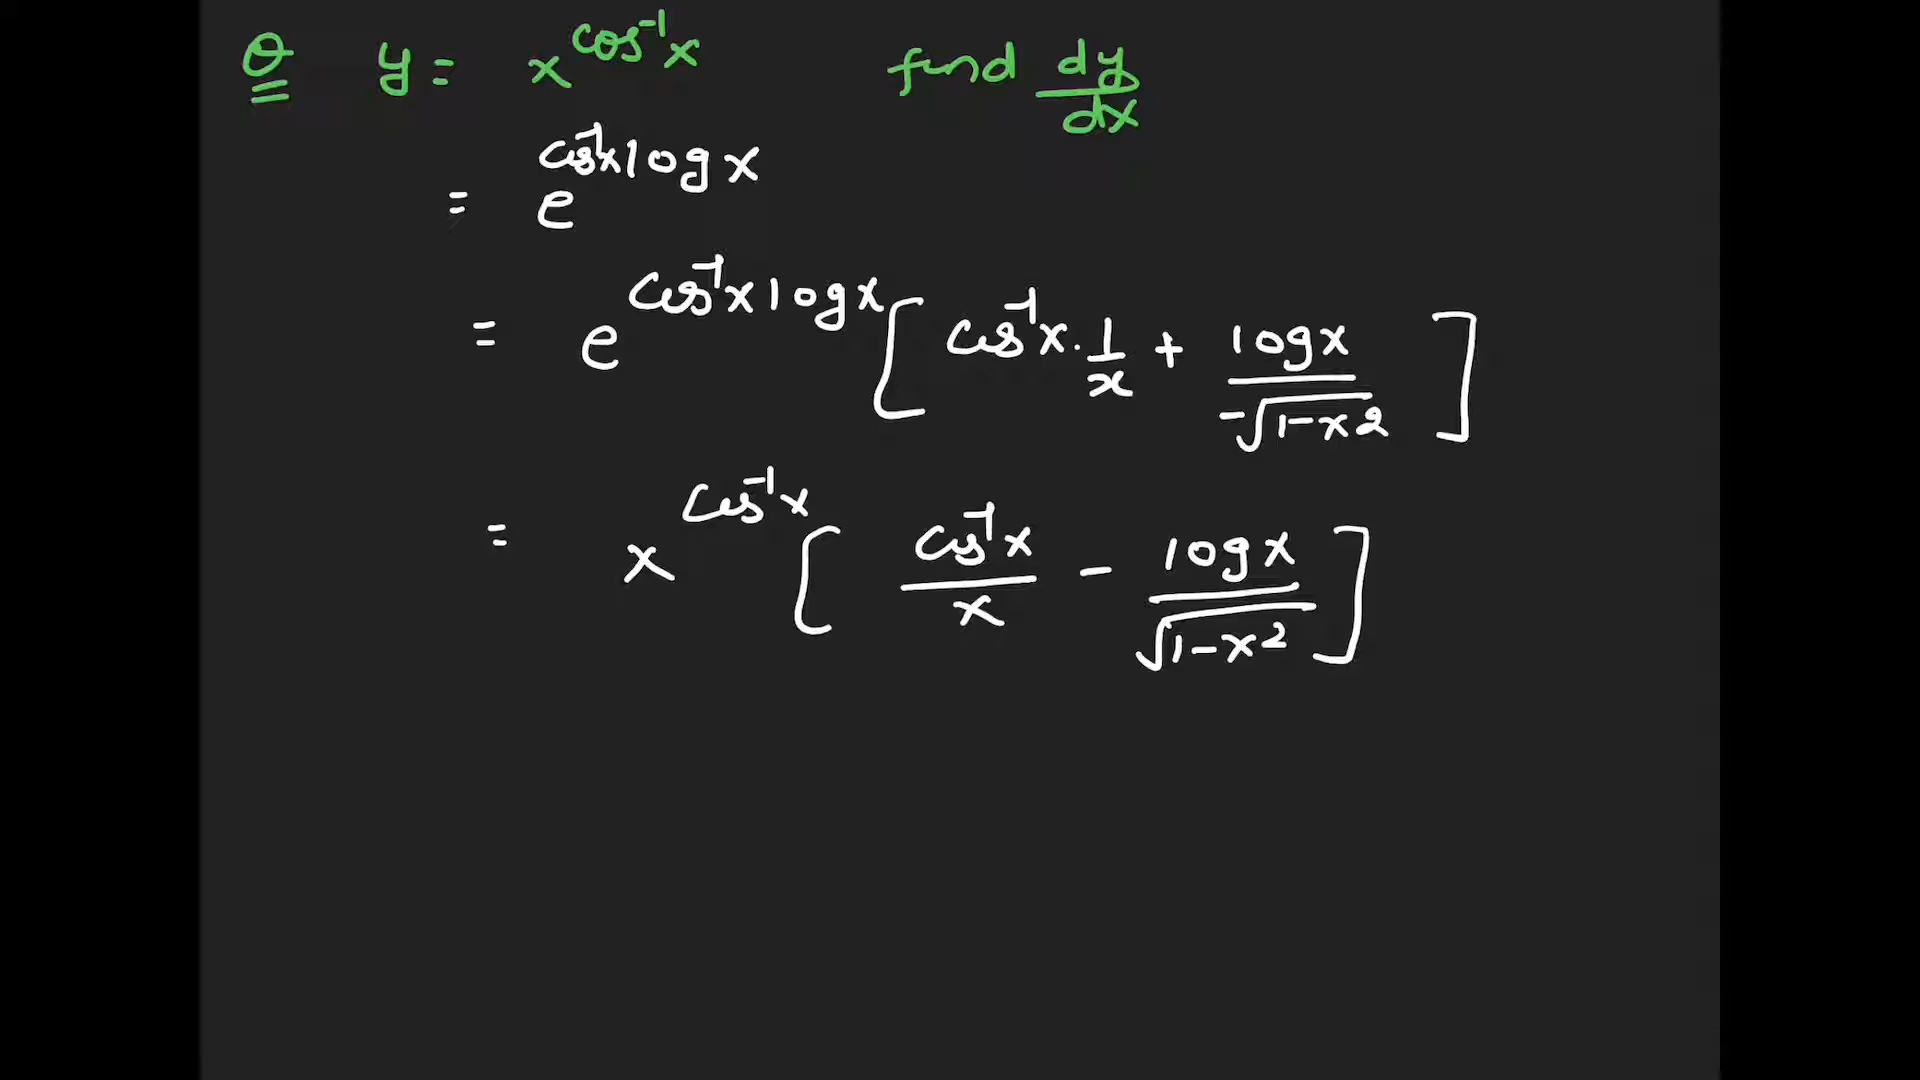 Q y = x^cos⁻¹x find dy/dx
= e^cos⁻¹x log x
= e^cos⁻¹x log x [ cos⁻¹x · 1/x + log x / -√1-x² ]
= x^cos⁻¹x [ cos⁻¹x / x - log x / √1-x² ]